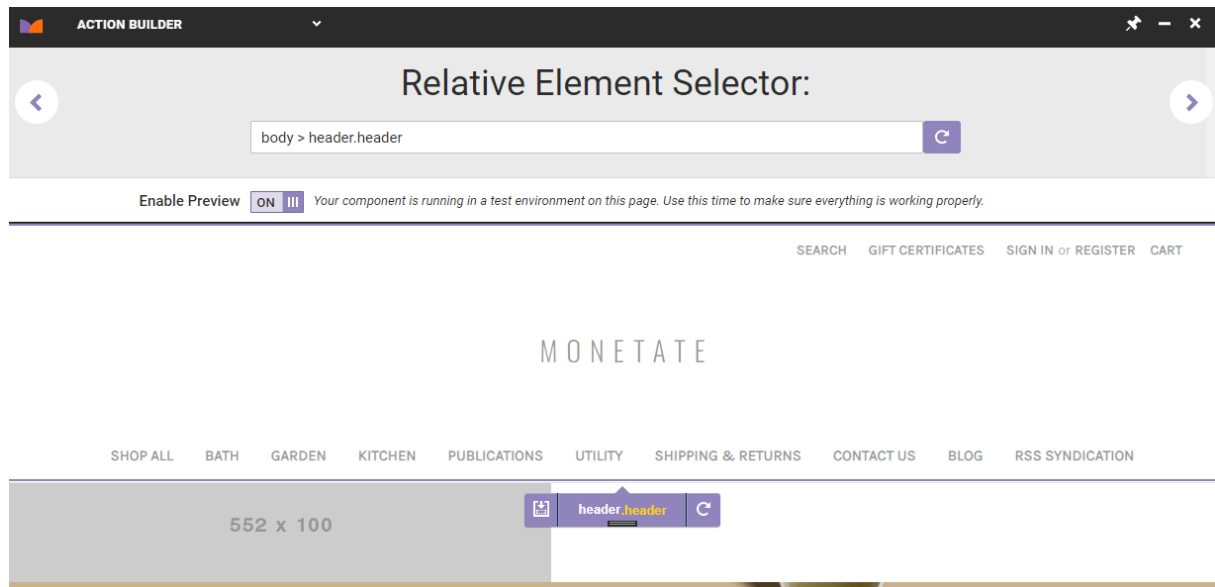 ACTION BUILDER
Relative Element Selector:
body > header.header
Enable Preview ON Your component is running in a test environment on this page. Use this time to make sure everything is working properly.
SEARCH GIFT CERTIFICATES SIGN IN or REGISTER CART
MONETATE
SHOP ALL BATH GARDEN KITCHEN PUBLICATIONS UTILITY SHIPPING & RETURNS CONTACT US BLOG RSS SYNDICATION
header.header
552 x 100